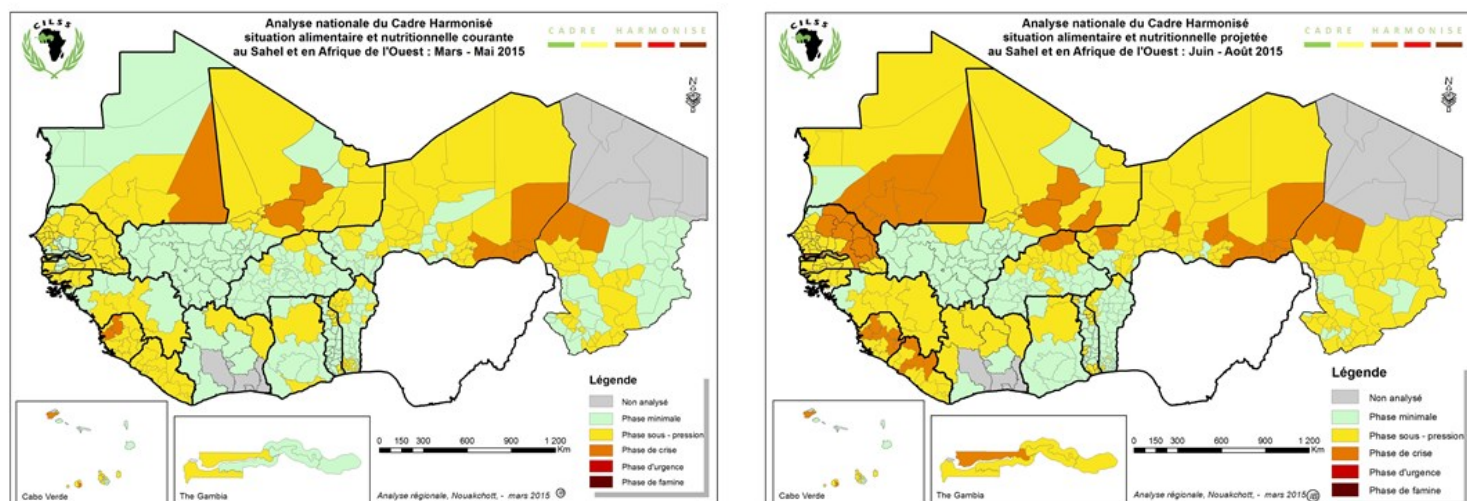 CILSS
Analyse nationale du Cadre Harmonisé
situation alimentaire et nutritionnelle courante
au Sahel et en Afrique de l'Ouest : Mars - Mai 2015
CADRE HARMONISE
Légende
Non analysé
Phase minimale
Phase sous - pression
Phase de crise
Phase d'urgence
Phase de famine
0 150 300 600 900 1 200
Km
Cabo Verde
The Gambia
Analyse régionale, Nouakchott, - mars 2015
CILSS
Analyse nationale du Cadre Harmonisé
situation alimentaire et nutritionnelle projetée
au Sahel et en Afrique de l'Ouest : Juin - Août 2015
CADRE HARMONISE
Légende
Non analysé
Phase minimale
Phase sous - pression
Phase de crise
Phase d'urgence
Phase de famine
0 150 300 600 900 1 200
Km
Cabo Verde
The Gambia
Analyse régionale, Nouakchott, - mars 2015